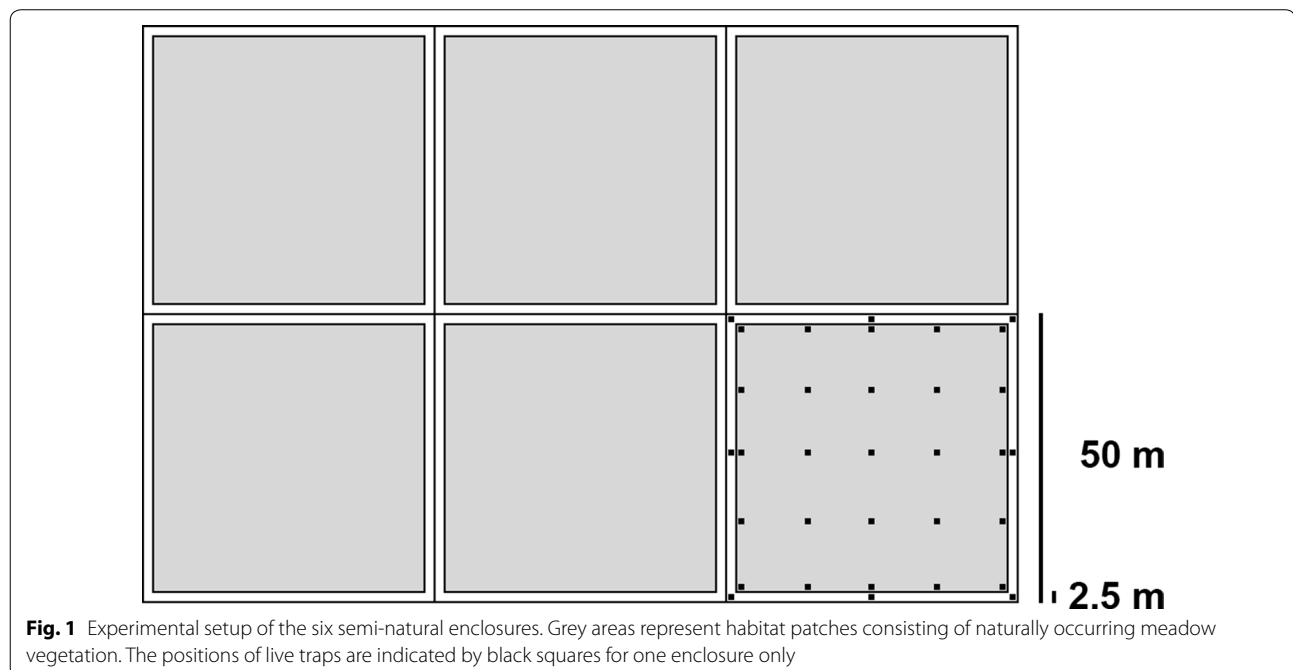 50 m
2.5 m
Fig. 1 Experimental setup of the six semi-natural enclosures. Grey areas represent habitat patches consisting of naturally occurring meadow
vegetation. The positions of live traps are indicated by black squares for one enclosure only